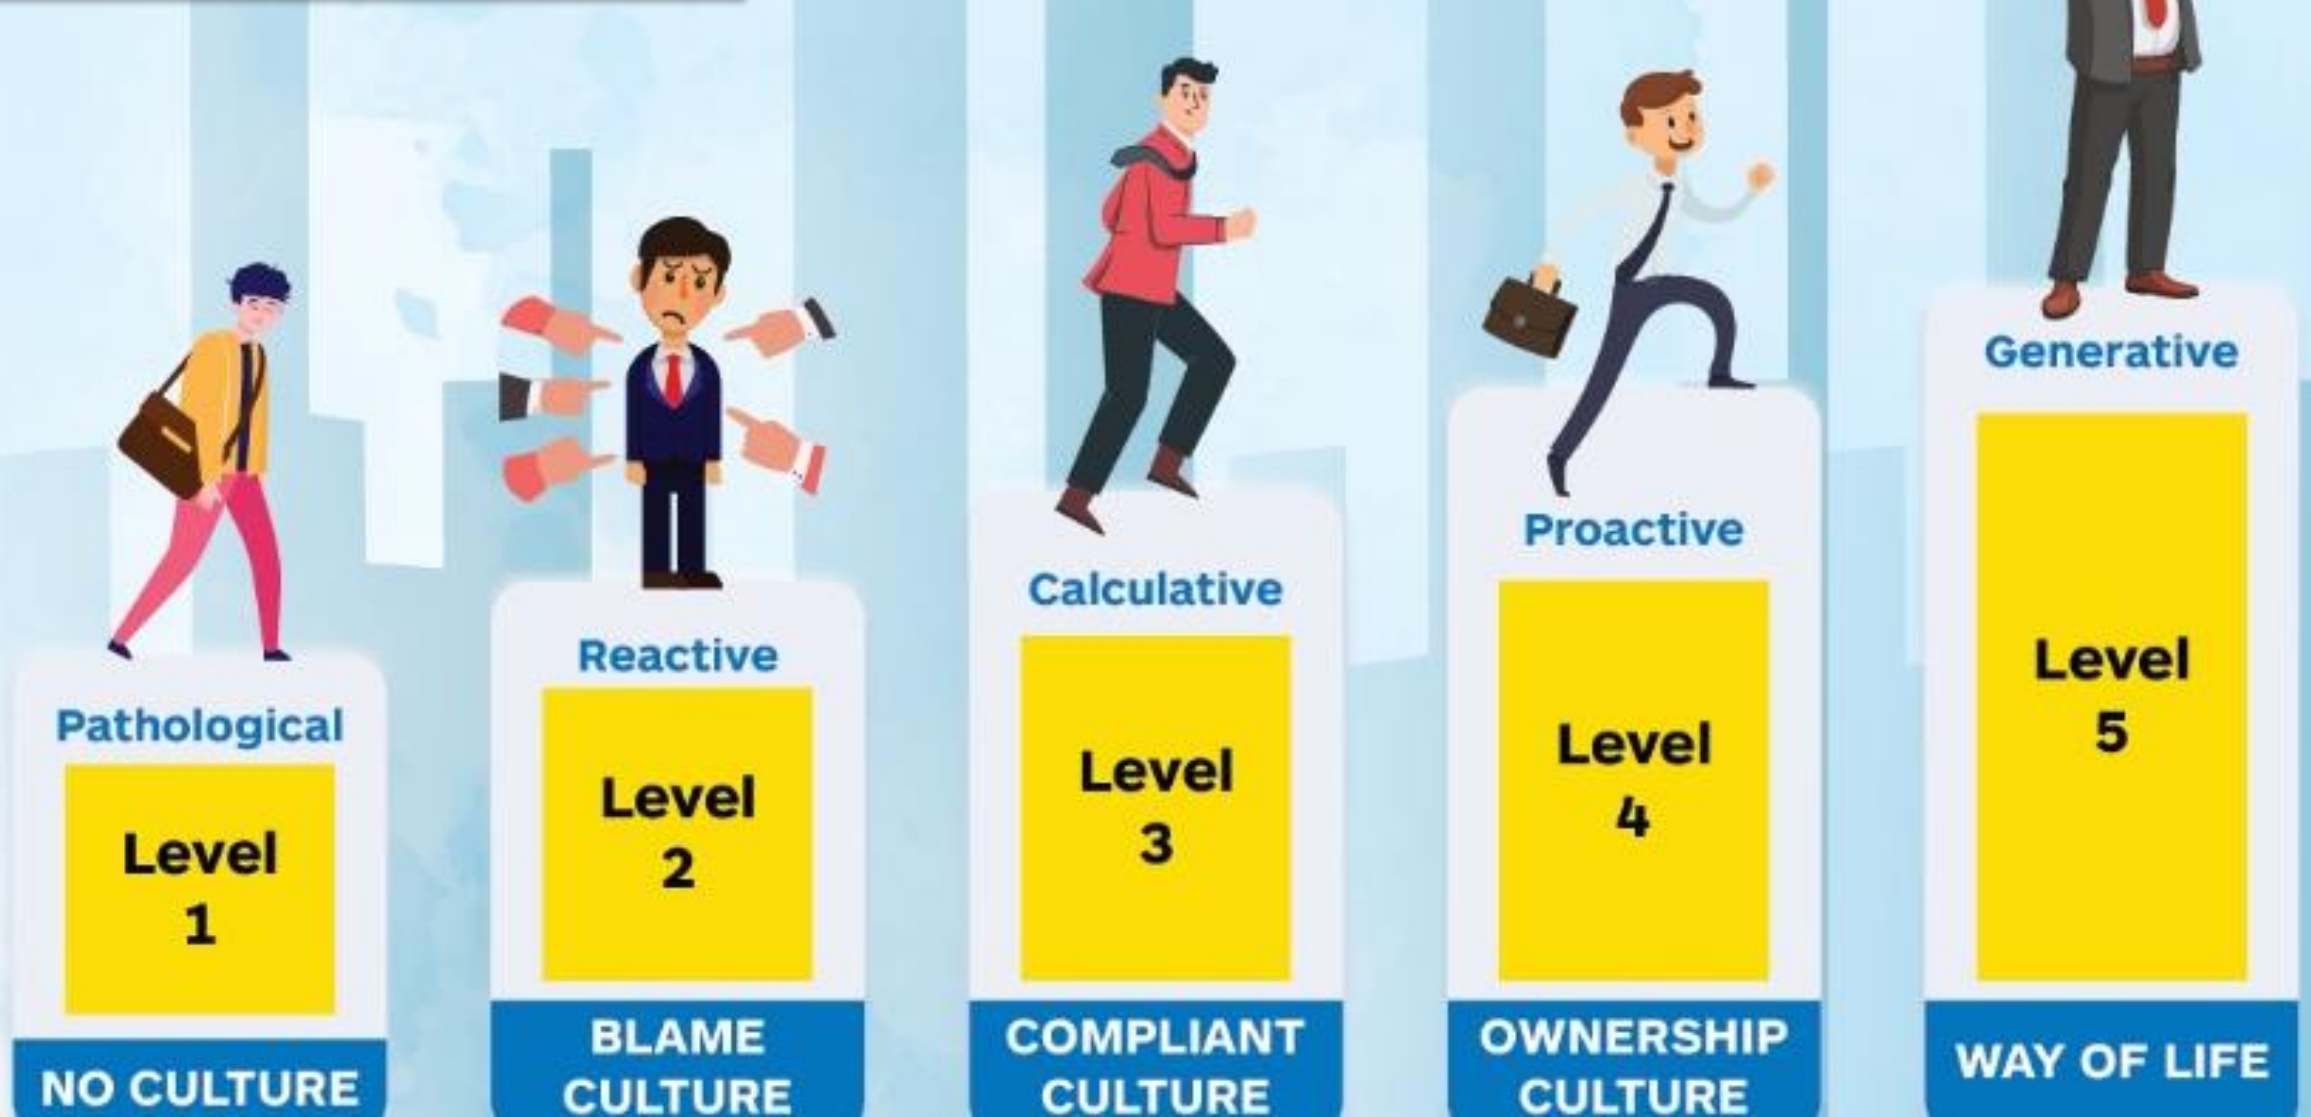 Pathological
Level
1
NO CULTURE
Reactive
Level
2
BLAME
CULTURE
Calculative
Level
3
COMPLIANT
CULTURE
Proactive
Level
4
OWNERSHIP
CULTURE
Generative
Level
5
WAY OF LIFE